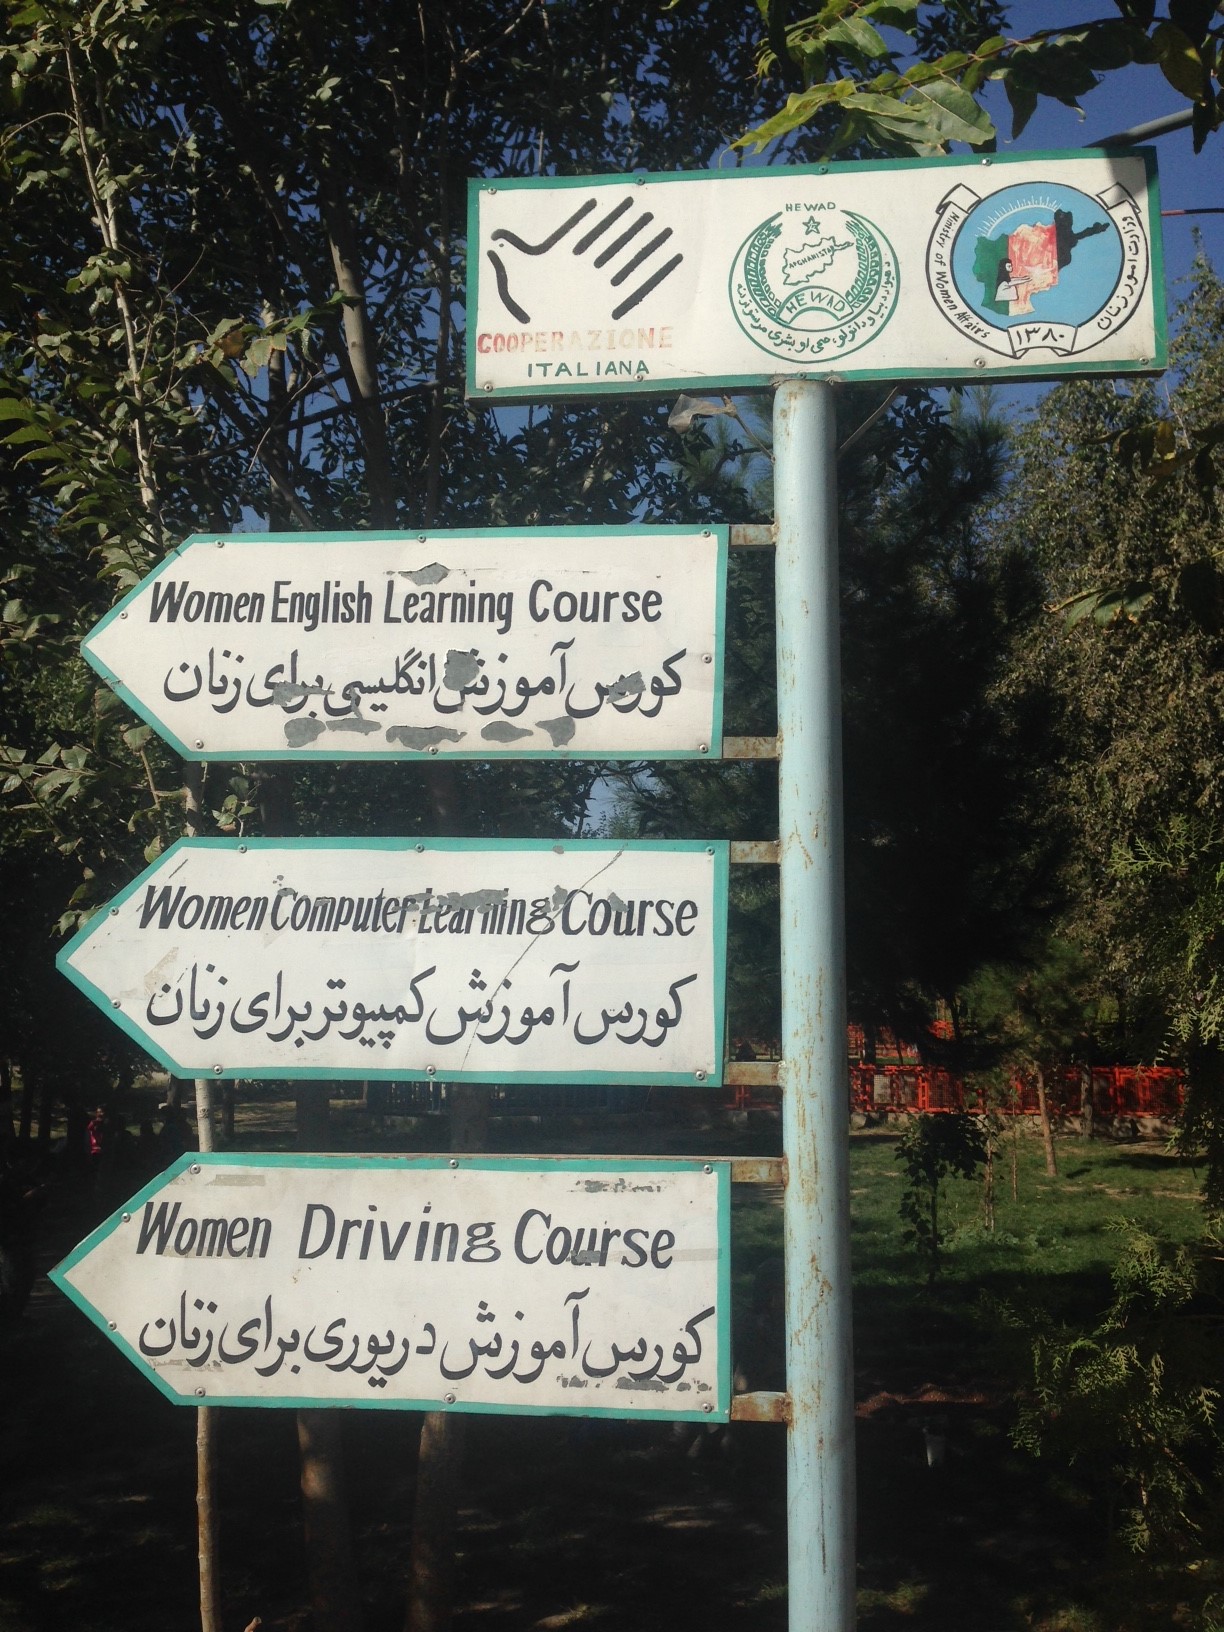 COOPERAZIONE
ITALIANA
HEWAD
AFGHANISTAN
HEWAD
Ministry of Women Affairs
وزارت امور زنان
۱۳۸۰
Women English Learning Course
کورس آموزش انگلیسی برای زنان
Women Computer Learning Course
کورس آموزش کمپیوتر برای زنان
Women Driving Course
کورس آموزش دریوری برای زنان